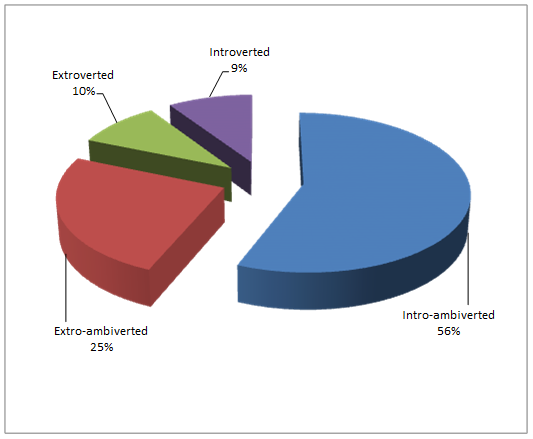 Introverted
9%
Extroverted
10%
Intro-ambiverted
56%
Extro-ambiverted
25%